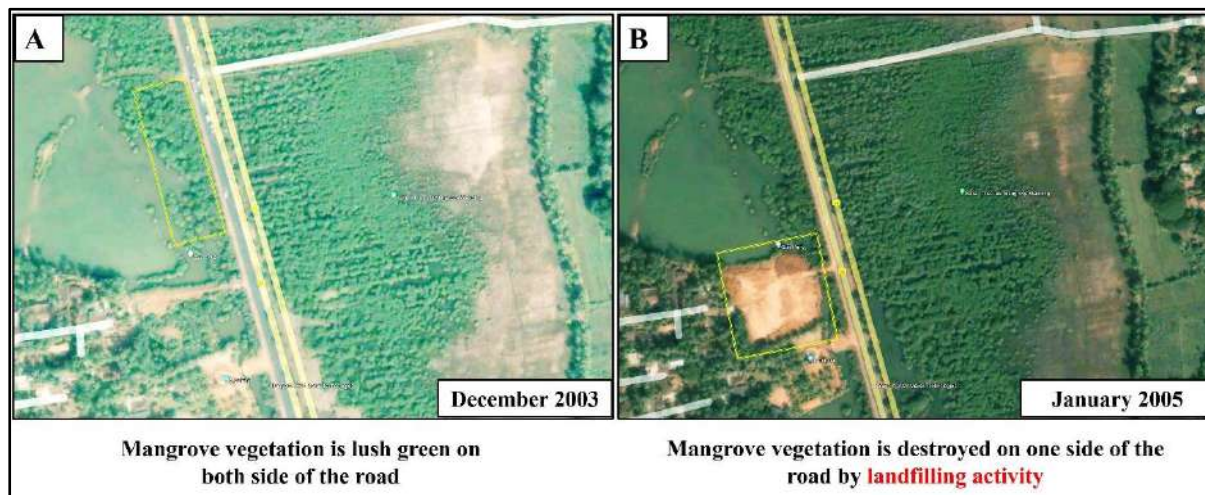 A
December 2003
Mangrove vegetation is lush green on
both side of the road
B
January 2005
Mangrove vegetation is destroyed on one side of the
road by landfilling activity